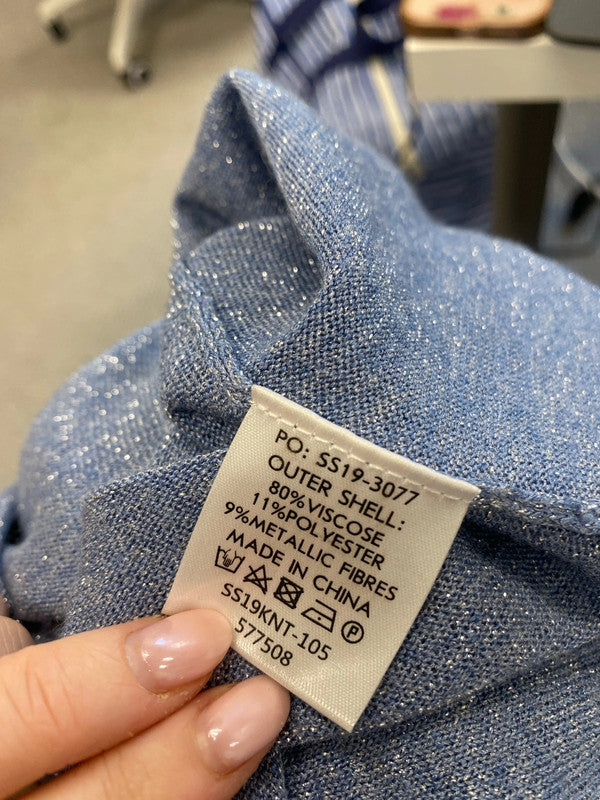 PO: SS19-3077
OUTER SHELL:
80%VISCOSE
11%POLYESTER
9%METALLIC FIBRES
MADE IN CHINA
P
SS19KNT-105
577508